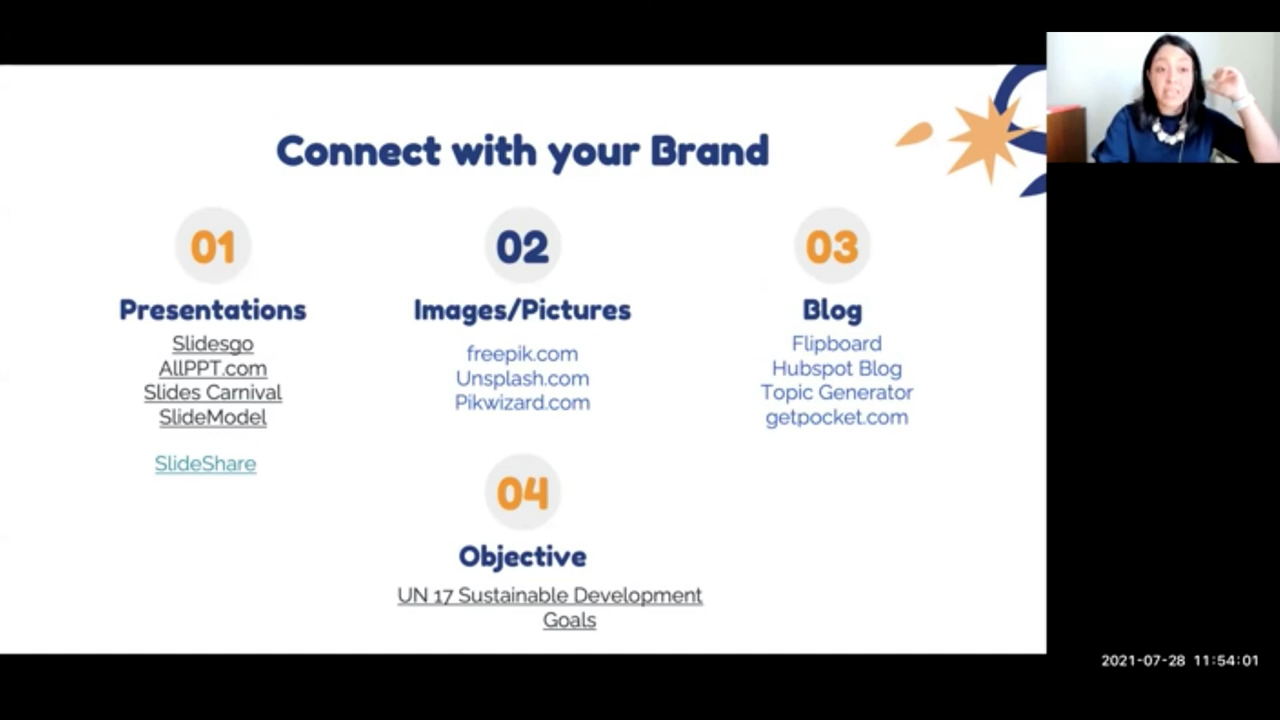 Connect with your Brand
01
Presentations
Slidesgo
AllPPT.com
Slides Carnival
SlideModel
SlideShare
02
Images/Pictures
freepik.com
Unsplash.com
Pikwizard.com
03
Blog
Flipboard
Hubspot Blog
Topic Generator
getpocket.com
04
Objective
UN 17 Sustainable Development
Goals
2021-07-28 11:54:01